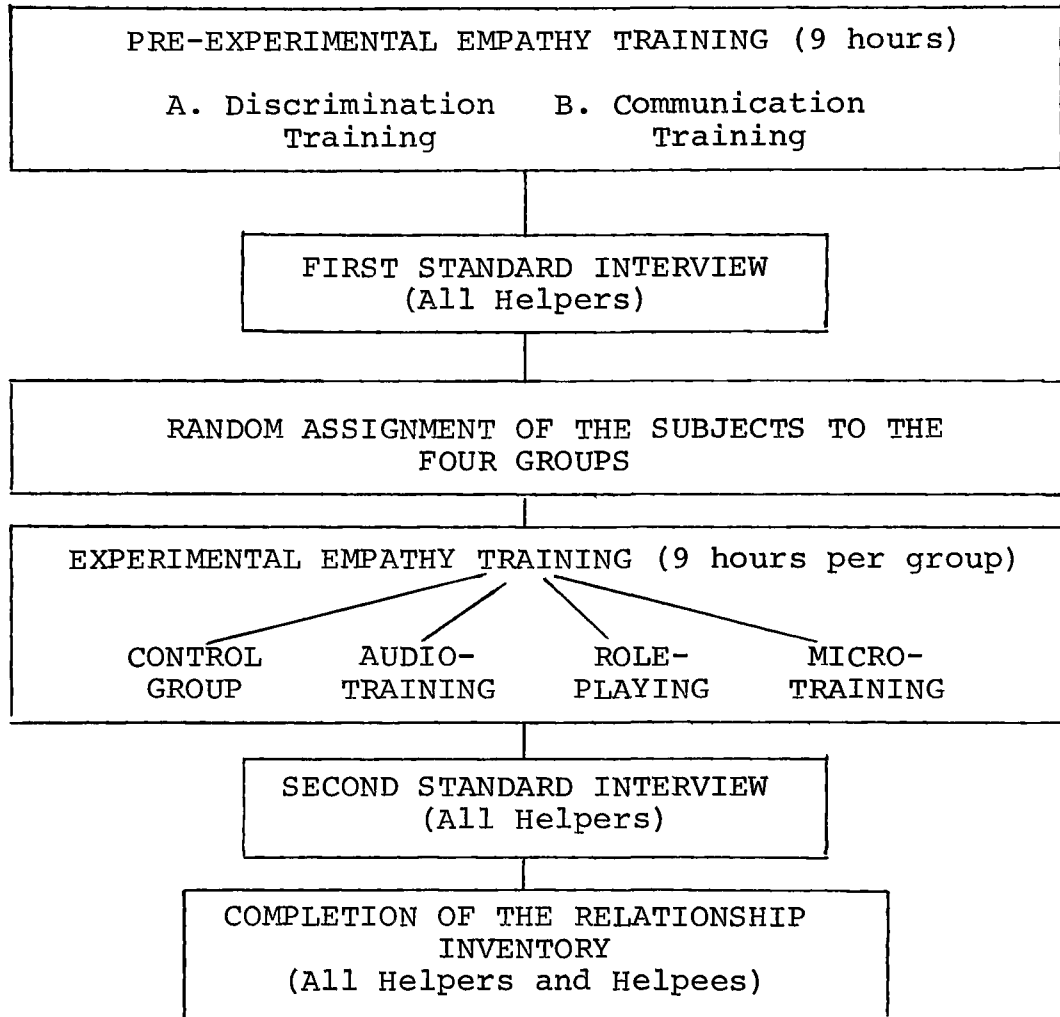 PRE-EXPERIMENTAL EMPATHY TRAINING (9 hours)
A. Discrimination Training
B. Communication Training
FIRST STANDARD INTERVIEW
(All Helpers)
RANDOM ASSIGNMENT OF THE SUBJECTS TO THE
FOUR GROUPS
EXPERIMENTAL EMPATHY TRAINING (9 hours per group)
CONTROL
GROUP
AUDIO-
TRAINING
ROLE-
PLAYING
MICRO-
TRAINING
SECOND STANDARD INTERVIEW
(All Helpers)
COMPLETION OF THE RELATIONSHIP
INVENTORY
(All Helpers and Helpees)